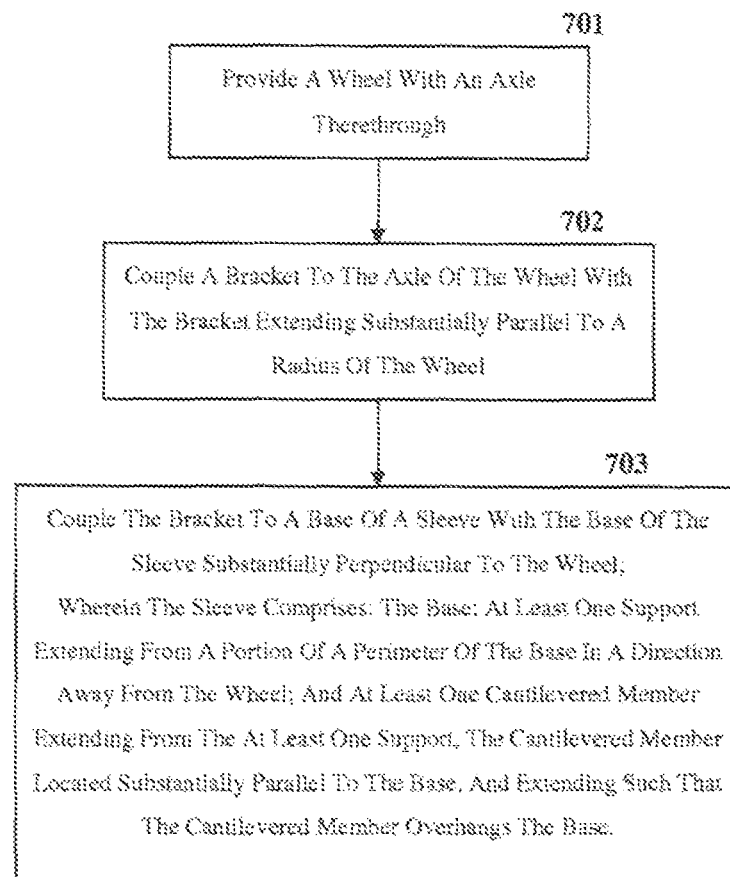 701
Provide A Wheel With An Axle
Therethrough
702
Couple A Bracket To The Axle Of The Wheel With
The Bracket Extending Substantially Parallel To A
Radius Of The Wheel
703
Couple The Bracket To A Base Of A Sleeve With The Base Of The
Sleeve Substantially Perpendicular To The Wheel;
Wherein The Sleeve Comprises: The Base; At Least One Support
Extending From A Portion Of A Perimeter Of The Base In A Direction
Away From The Wheel; And At Least One Cantilevered Member
Extending From The At Least One Support, The Cantilevered Member
Located Substantially Parallel To The Base, And Extending Such That
The Cantilevered Member Overhangs The Base.